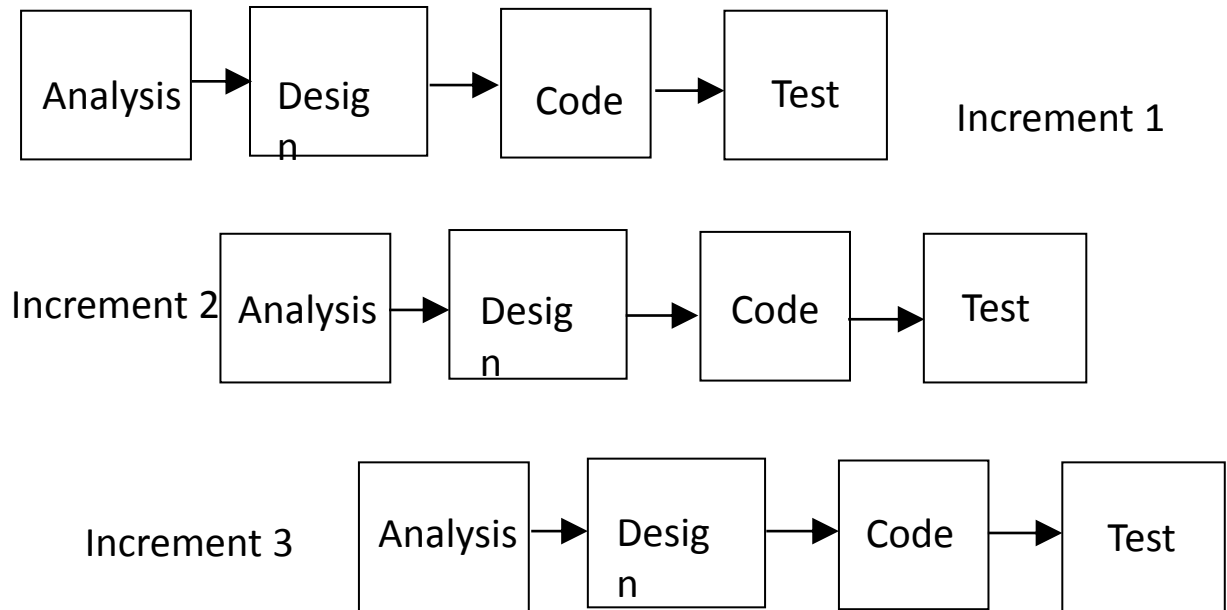 Analysis
Desig
n
Code
Test
Increment 1
Increment 2
Analysis
Desig
n
Code
Test
Increment 3
Analysis
Desig
n
Code
Test